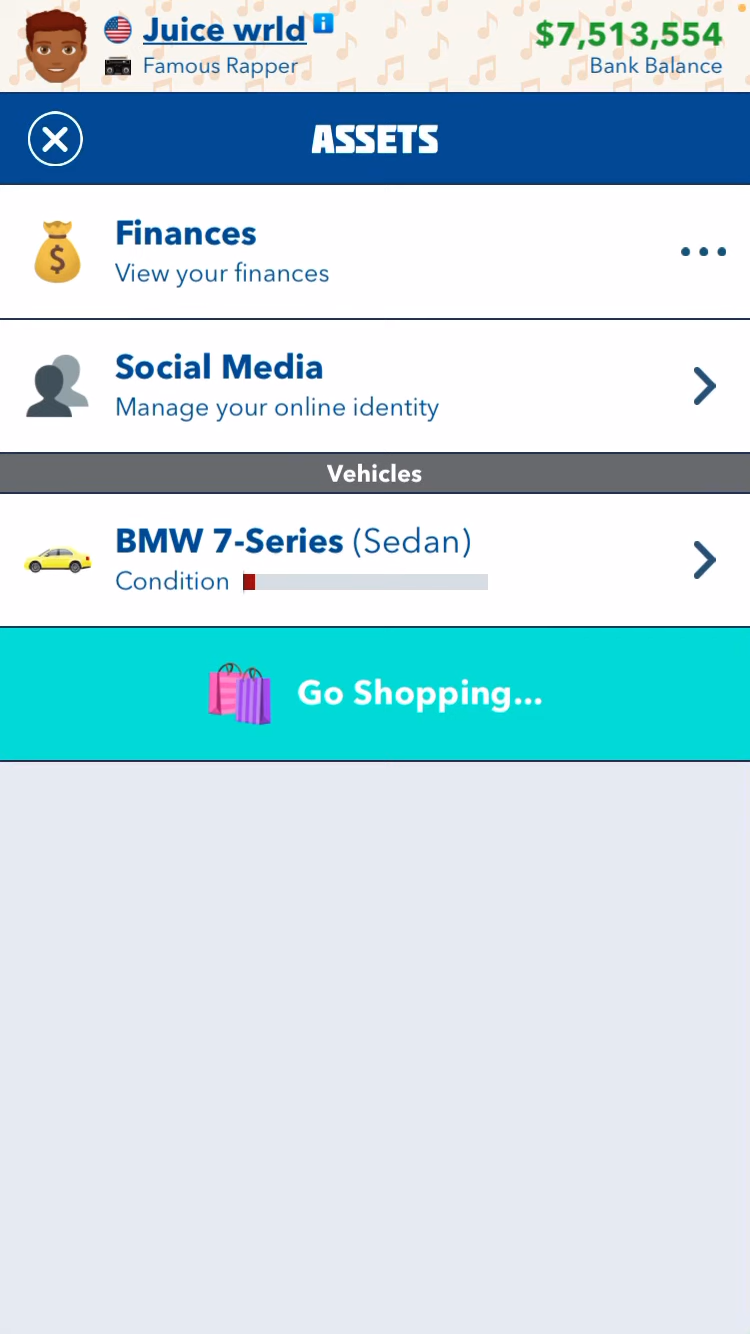 Juice wrld i
$7,513,554
Famous Rapper
Bank Balance
ASSETS
Finances
View your finances
Social Media
Manage your online identity
Vehicles
BMW 7-Series (Sedan)
Condition
Go Shopping...